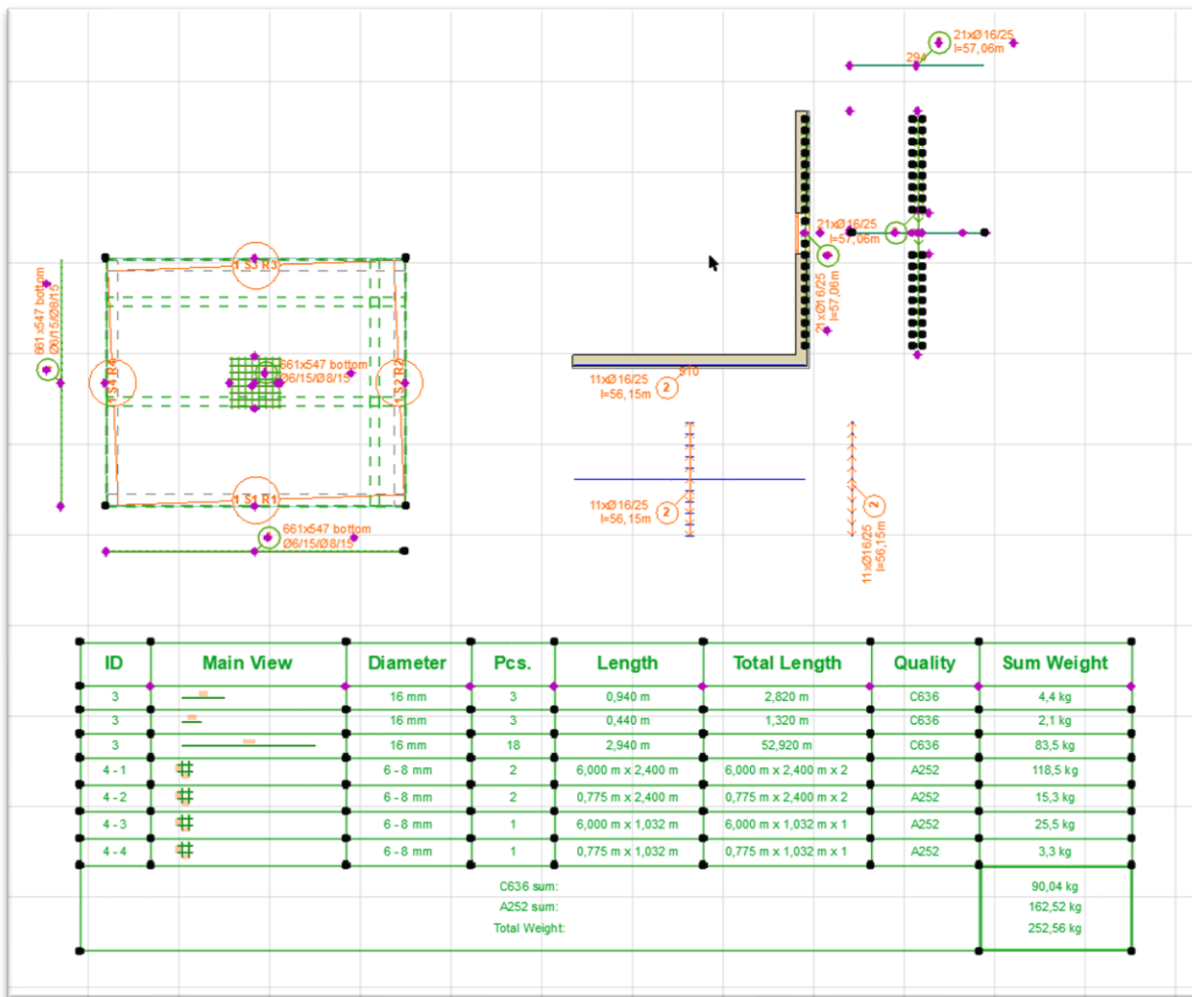 21xØ16/25
l=57,06m
294
21xØ16/25
l=57,06m
21xØ16/25
l=57,06m
1 S3 R3
661x547 bottom
Ø6/15/Ø8/15
661x547 bottom
Ø6/15/Ø8/15
1 S4 R4
1 S2 R2
910
11xØ16/25
l=56,15m
2
1 S1 R1
11xØ16/25
l=56,15m
2
2
11xØ16/25
l=56,15m
661x547 bottom
Ø6/15/Ø8/15
ID Main View Diameter Pcs. Length Total Length Quality Sum Weight
3 16 mm 3 0,940 m 2,820 m C636 4,4 kg
3 16 mm 3 0,440 m 1,320 m C636 2,1 kg
3 16 mm 18 2,940 m 52,920 m C636 83,5 kg
4 - 1 6 - 8 mm 2 6,000 m x 2,400 m 6,000 m x 2,400 m x 2 A252 118,5 kg
4 - 2 6 - 8 mm 2 0,775 m x 2,400 m 0,775 m x 2,400 m x 2 A252 15,3 kg
4 - 3 6 - 8 mm 1 6,000 m x 1,032 m 6,000 m x 1,032 m x 1 A252 25,5 kg
4 - 4 6 - 8 mm 1 0,775 m x 1,032 m 0,775 m x 1,032 m x 1 A252 3,3 kg
C636 sum: 90,04 kg
A252 sum: 162,52 kg
Total Weight: 252,56 kg